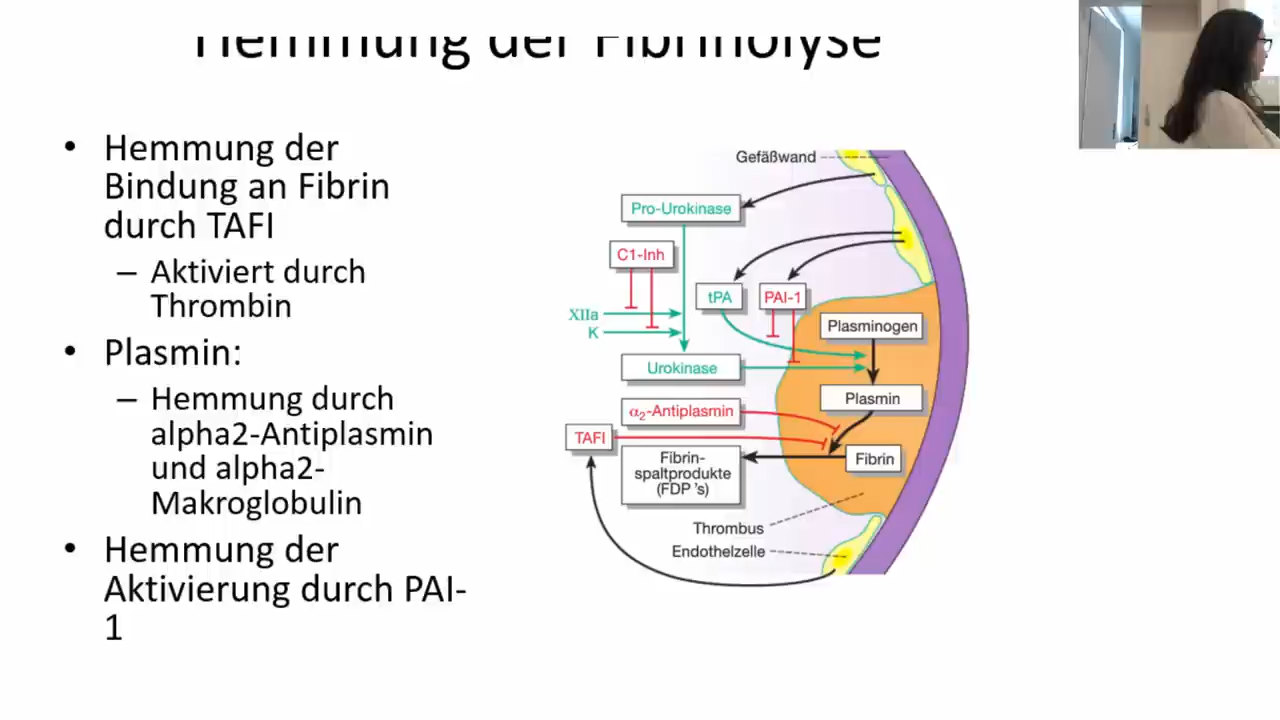 Hemmung der Fibrinolyse
• Hemmung der
Bindung an Fibrin
durch TAFI
– Aktiviert durch
Thrombin
• Plasmin:
– Hemmung durch
alpha2-Antiplasmin
und alpha2-
Makroglobulin
• Hemmung der
Aktivierung durch PAI-
1
Gefäßwand
Pro-Urokinase
C1-Inh
tPA
PAI-1
XIIa
K
Plasminogen
Urokinase
Plasmin
α2-Antiplasmin
TAFI
Fibrin-
spaltprodukte
(FDP 's)
Fibrin
Thrombus
Endothelzelle